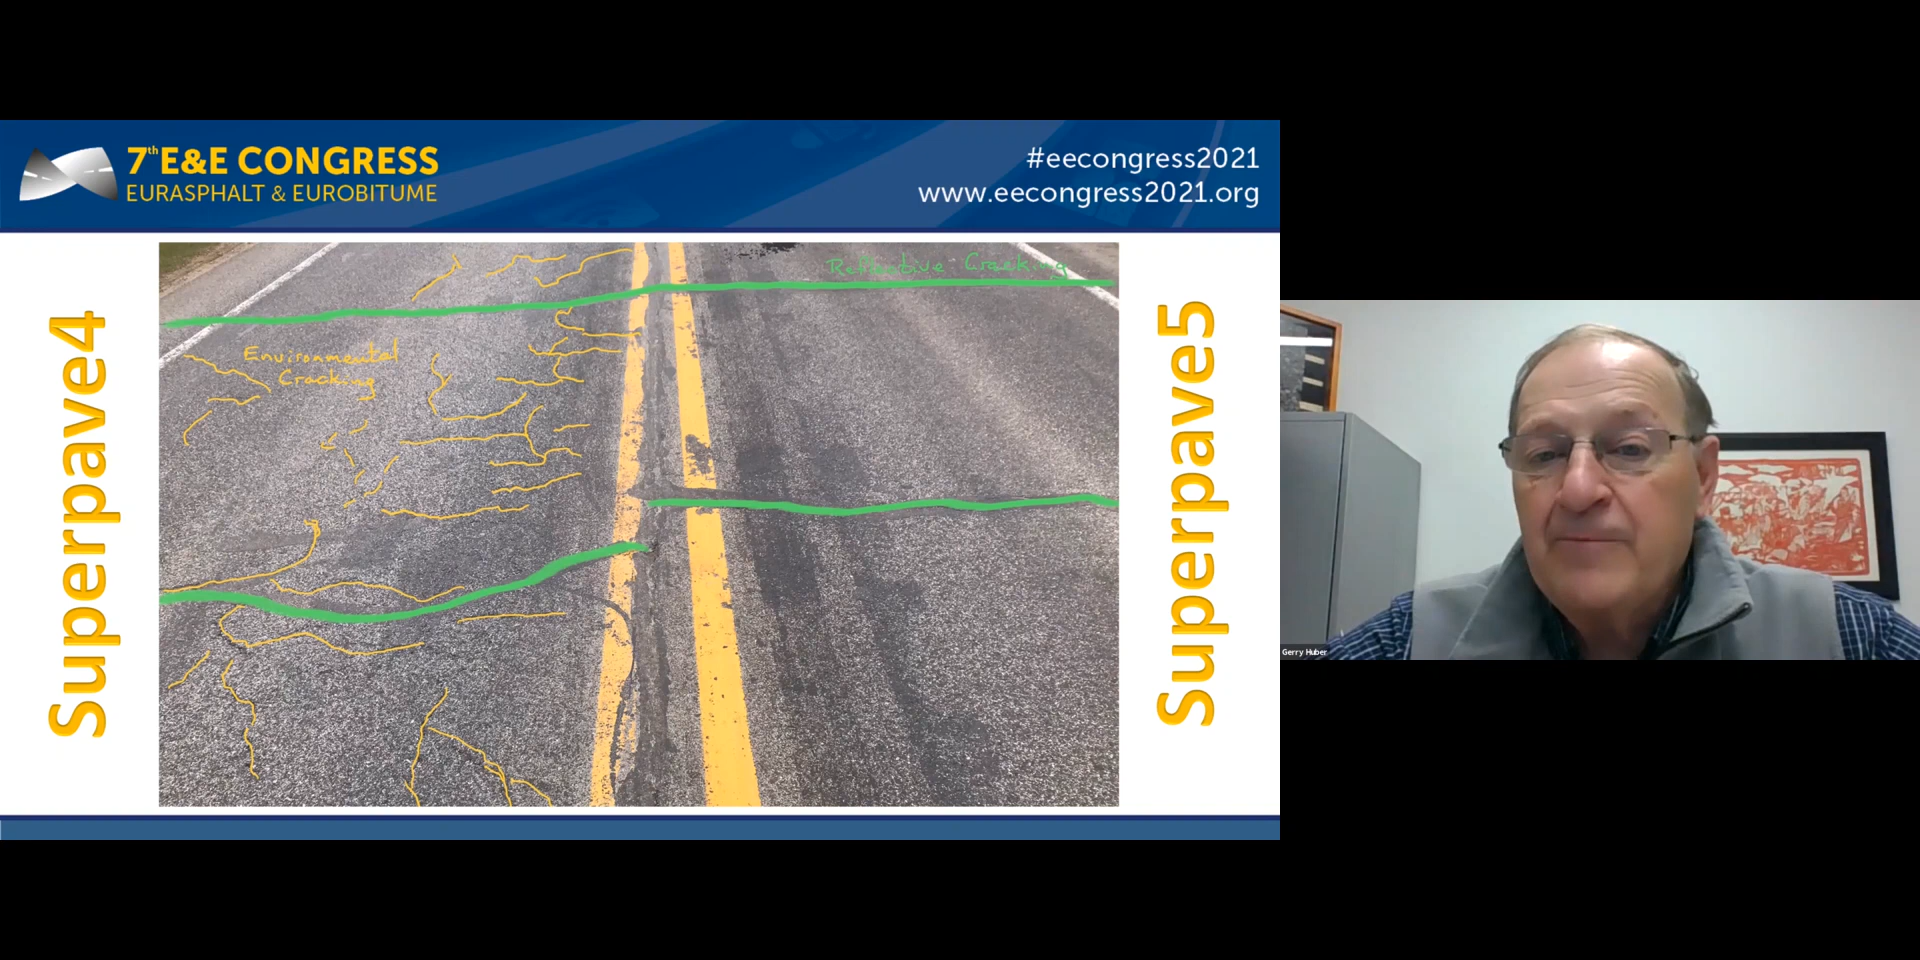 7th E&E CONGRESS
EURASPHALT & EUROBITUME
#eecongress2021
www.eecongress2021.org
Superpave4
Reflective Cracking
Environmental
Cracking
Superpave5
Gerry Huber